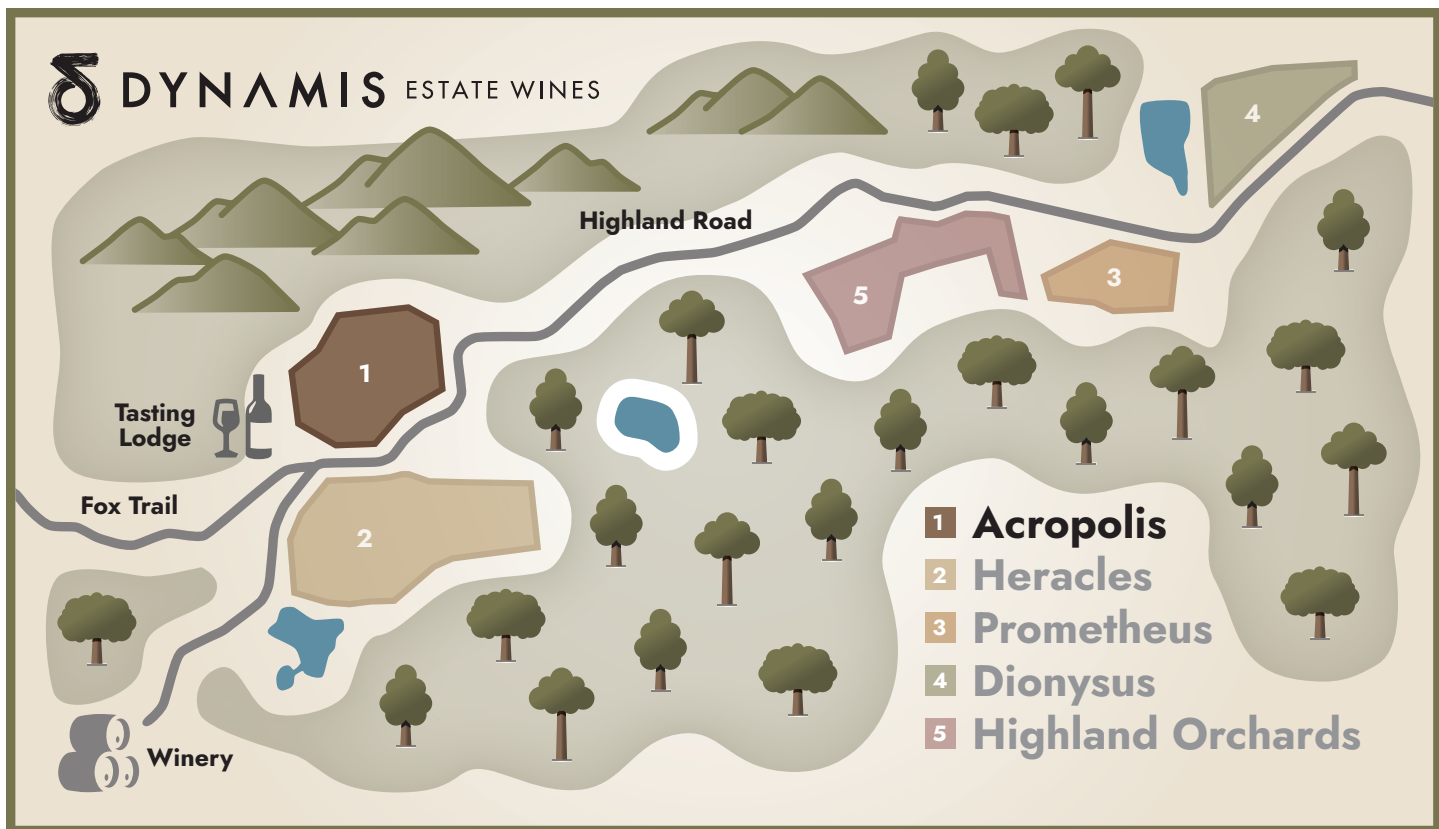 DYNAMIS ESTATE WINES
4
Highland Road
3
5
1
Tasting
Lodge
Fox Trail
2
1 Acropolis
2 Heracles
3 Prometheus
4 Dionysus
5 Highland Orchards
Winery